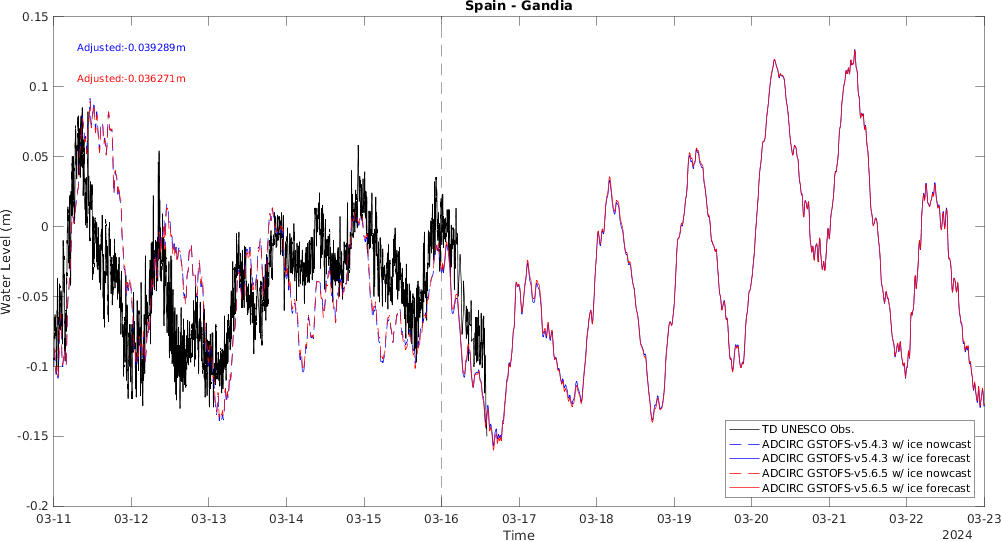 Spain - Gandia
Adjusted:-0.039289m
Adjusted:-0.036271m
0.15
0.1
0.05
0
-0.05
-0.1
-0.15
-0.2
Water Level (m)
TD UNESCO Obs.
ADCIRC GSTOFS-v5.4.3 w/ ice nowcast
ADCIRC GSTOFS-v5.4.3 w/ ice forecast
ADCIRC GSTOFS-v5.6.5 w/ ice nowcast
ADCIRC GSTOFS-v5.6.5 w/ ice forecast
03-11 03-12 03-13 03-14 03-15 03-16 03-17 03-18 03-19 03-20 03-21 03-22 03-23
Time
2024